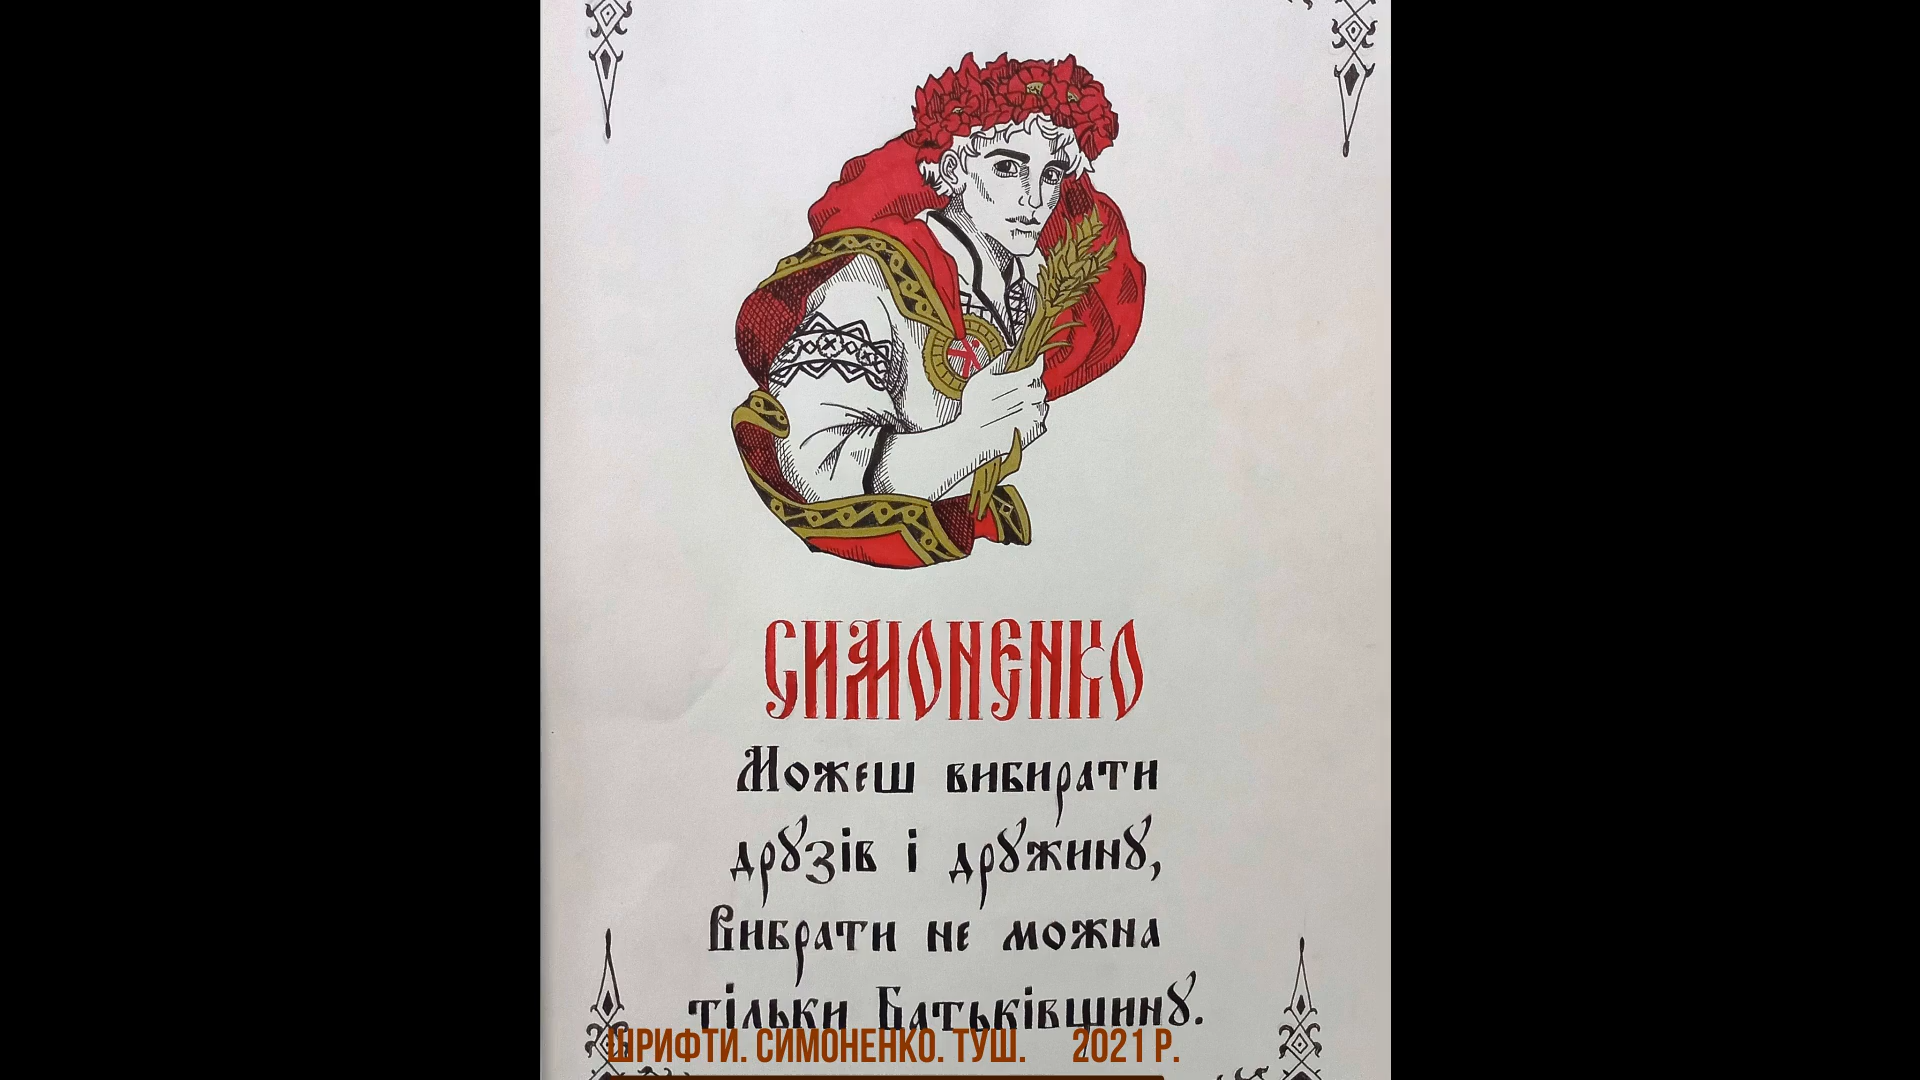 СИМОНЕНКО
Можеш вибирати
друзів і дружину,
Вибрати не можна
тільки Батьківщину.
ШРИФТИ. СИМОНЕНКО. ТУШ. 2021 Р.